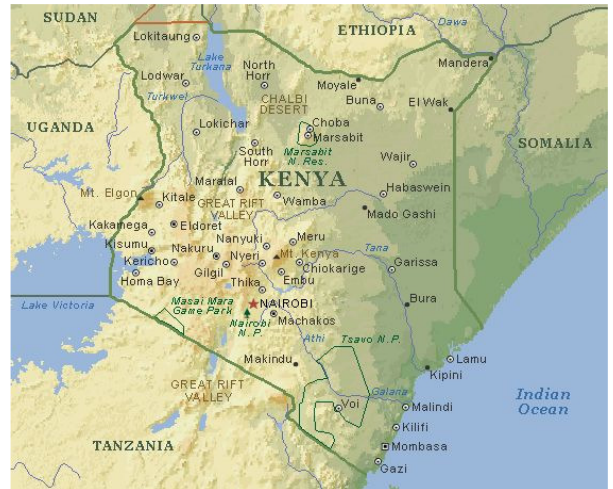 SUDAN
ETHIOPIA
Dawa
Lokitaung
Lake
Turkana
Mandera
Lodwar
North
Horr
Moyale
Turkwel
CHALBI
DESERT
Buna
El Wak
UGANDA
Lokichar
Choba
Marsabit
SOMALIA
South
Horr
Marsabit
N. Res.
Wajir
Mt. Elgon
Maralal
KENYA
Kitale
GREAT RIFT
VALLEY
Wamba
Habaswein
Mado Gashi
Kakamega
Eldoret
Kisumu
Nakuru
Nanyuki
Meru
Tana
Kericho
Gilgil
Nyeri
Mt. Kenya
Chiokarige
Garissa
Homa Bay
Embu
Thika
Lake Victoria
Masai Mara
Game Park
NAIROBI
Bura
Nairobi
N.P.
Machakos
Athi
Tsavo N.P.
Makindu
Lamu
Kipini
GREAT RIFT
VALLEY
Galana
Indian
Ocean
Voi
Malindi
Kilifi
TANZANIA
Mombasa
Gazi